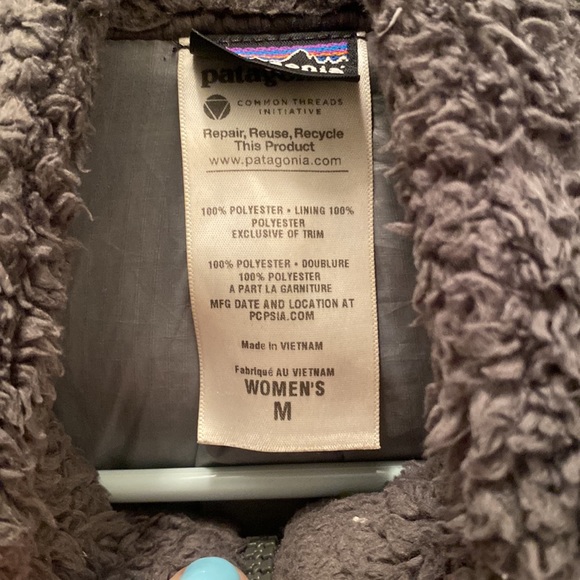 patagonia
COMMON THREADS
INITIATIVE
Repair, Reuse, Recycle
This Product
www.patagonia.com
100% POLYESTER • LINING 100%
POLYESTER
EXCLUSIVE OF TRIM
100% POLYESTER • DOUBLURE
100% POLYESTER
A PART LA GARNITURE
MFG DATE AND LOCATION AT
PCPSIA.COM
Made in VIETNAM
Fabriqué AU VIETNAM
WOMEN'S
M